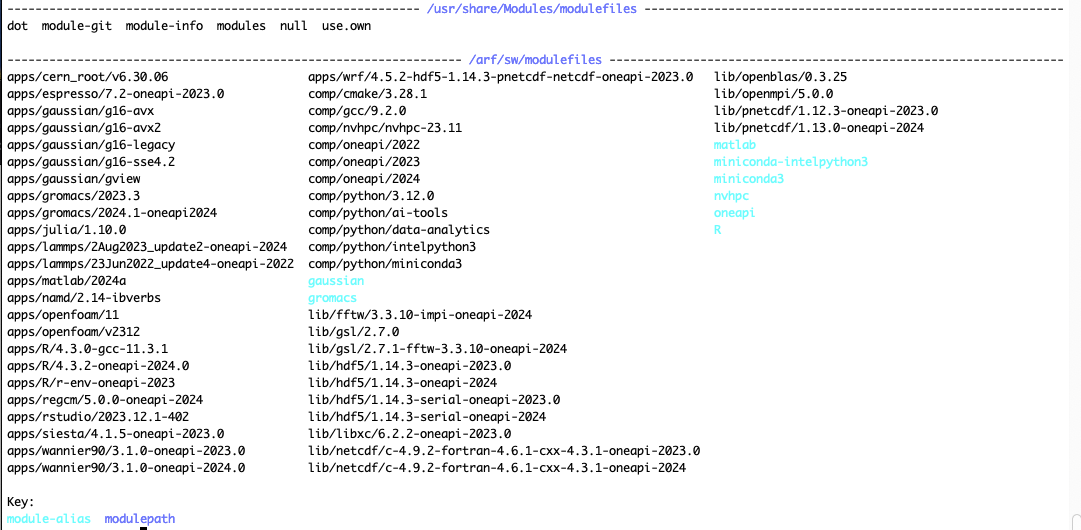 ------------------------------------------------------------ /usr/share/Modules/modulefiles ------------------------------------------------------------
dot  module-git  module-info  modules  null  use.own
------------------------------------------------------------------ /arf/sw/modulefiles -----------------------------------------------------------------
apps/cern_root/v6.30.06                    apps/wrf/4.5.2-hdf5-1.14.3-pnetcdf-netcdf-oneapi-2023.0   lib/openblas/0.3.25
apps/espresso/7.2-oneapi-2023.0            comp/cmake/3.28.1                                         lib/openmpi/5.0.0
apps/gaussian/g16-avx                      comp/gcc/9.2.0                                            lib/pnetcdf/1.12.3-oneapi-2023.0
apps/gaussian/g16-avx2                     comp/nvhpc/nvhpc-23.11                                    lib/pnetcdf/1.13.0-oneapi-2024
apps/gaussian/g16-legacy                   comp/oneapi/2022                                          matlab
apps/gaussian/g16-sse4.2                   comp/oneapi/2023                                          miniconda-intelpython3
apps/gaussian/gview                        comp/oneapi/2024                                          miniconda3
apps/gromacs/2023.3                        comp/python/3.12.0                                        nvhpc
apps/gromacs/2024.1-oneapi2024             comp/python/ai-tools                                      oneapi
apps/julia/1.10.0                          comp/python/data-analytics                                R
apps/lammps/2Aug2023_update2-oneapi-2024   comp/python/intelpython3
apps/lammps/23Jun2022_update4-oneapi-2022  comp/python/miniconda3
apps/matlab/2024a                          gaussian
apps/namd/2.14-ibverbs                     gromacs
apps/openfoam/11                           lib/fftw/3.3.10-impi-oneapi-2024
apps/openfoam/v2312                        lib/gsl/2.7.0
apps/R/4.3.0-gcc-11.3.1                    lib/gsl/2.7.1-fftw-3.3.10-oneapi-2024
apps/R/4.3.2-oneapi-2024.0                 lib/hdf5/1.14.3-oneapi-2023.0
apps/R/r-env-oneapi-2023                   lib/hdf5/1.14.3-oneapi-2024
apps/regcm/5.0.0-oneapi-2024               lib/hdf5/1.14.3-serial-oneapi-2023.0
apps/rstudio/2023.12.1-402                 lib/hdf5/1.14.3-serial-oneapi-2024
apps/siesta/4.1.5-oneapi-2023.0            lib/libxc/6.2.2-oneapi-2023.0
apps/wannier90/3.1.0-oneapi-2023.0         lib/netcdf/c-4.9.2-fortran-4.6.1-cxx-4.3.1-oneapi-2023.0
apps/wannier90/3.1.0-oneapi-2024.0         lib/netcdf/c-4.9.2-fortran-4.6.1-cxx-4.3.1-oneapi-2024
Key:
module-alias  modulepath